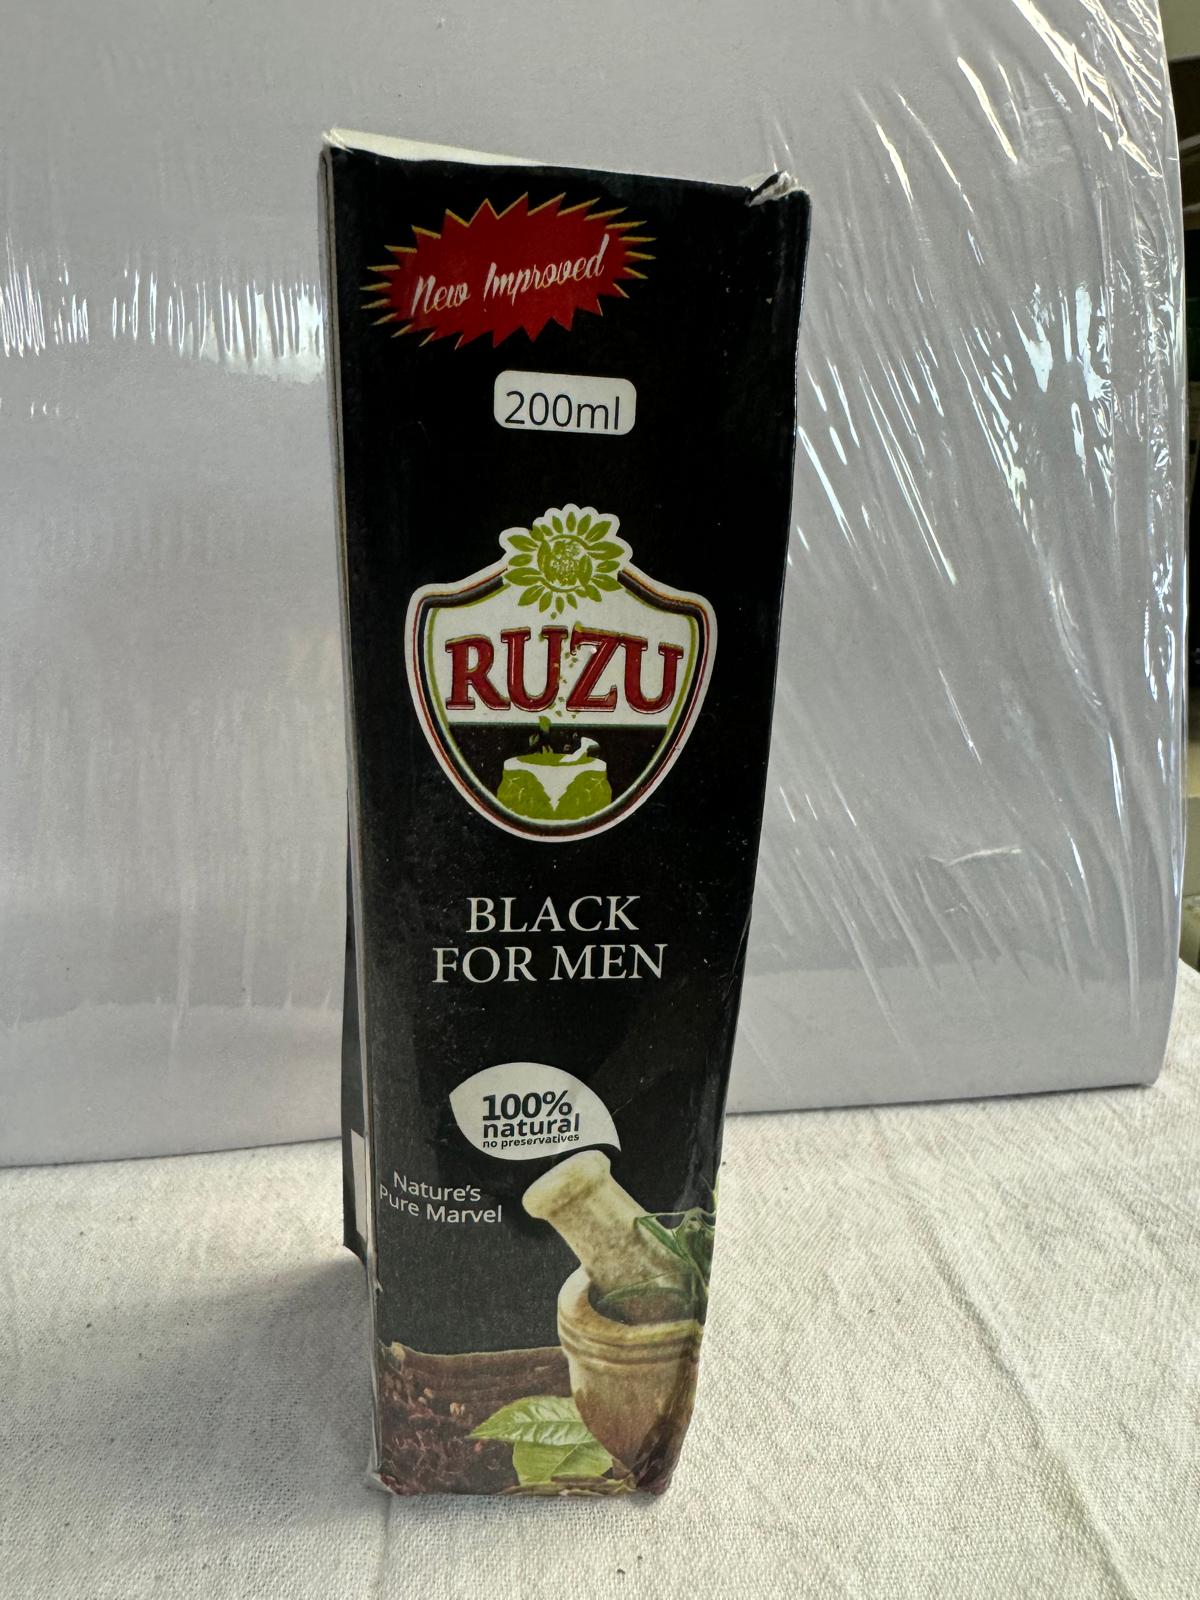 New Improved
200ml
RUZU
BLACK
FOR MEN
100%
natural
no preservatives
Nature's
Pure Marvel